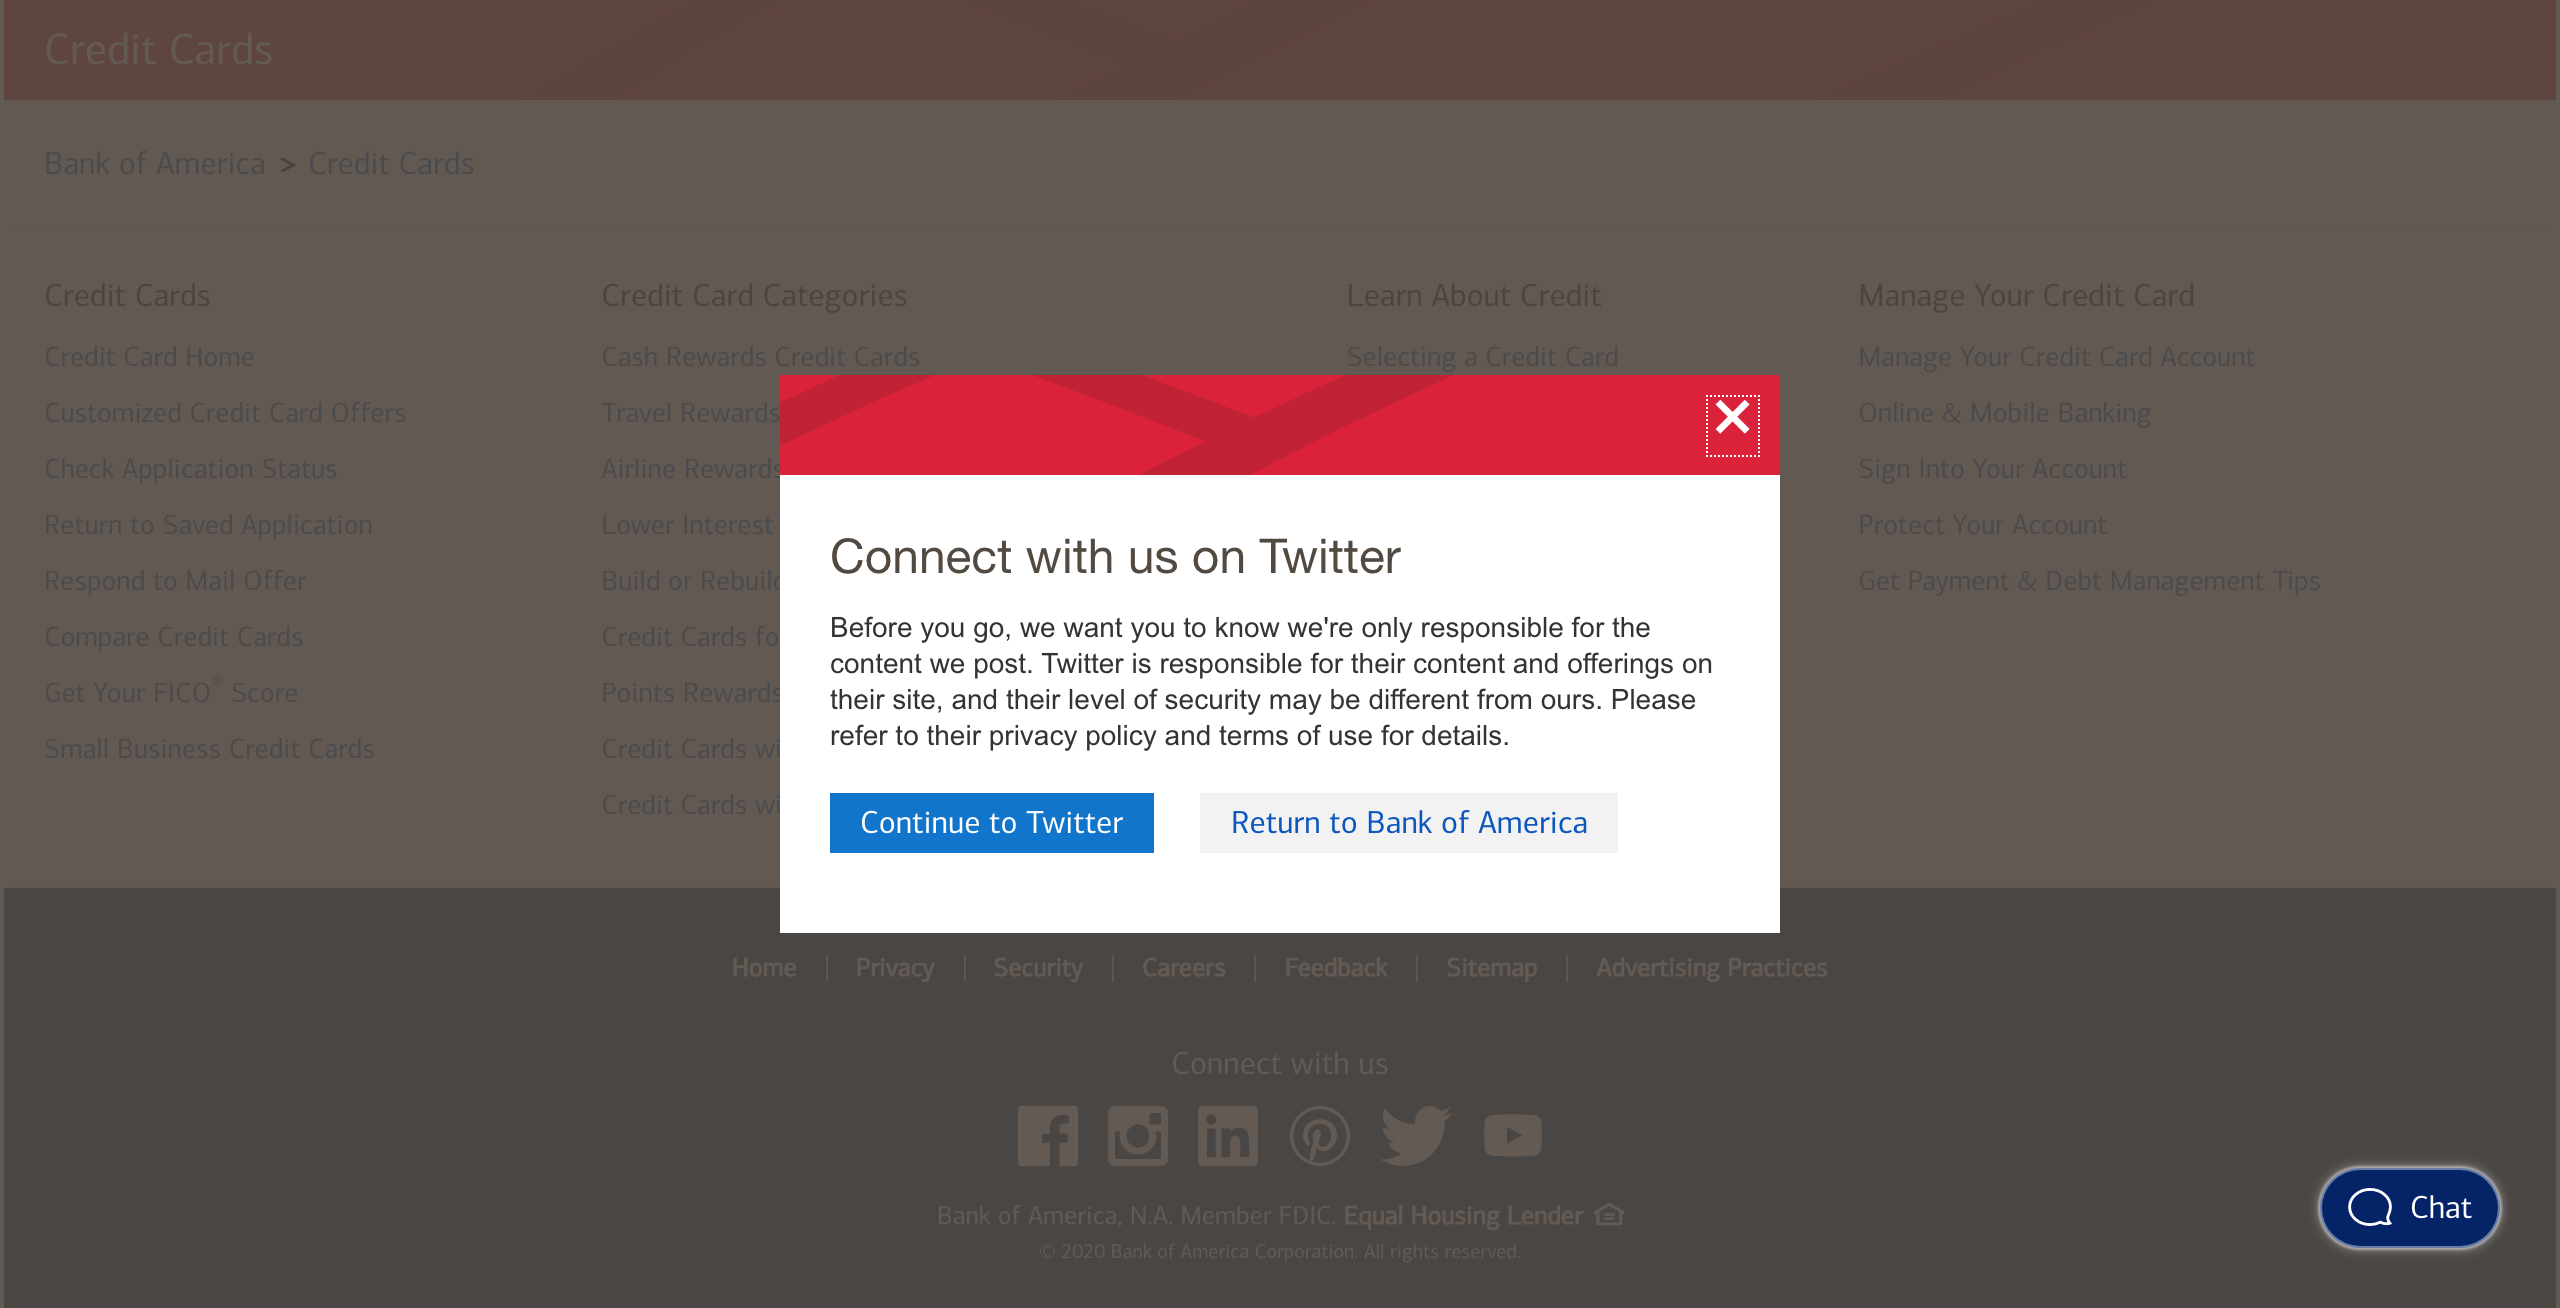 Credit Cards
Bank of America > Credit Cards
Credit Cards
Credit Card Home
Customized Credit Card Offers
Check Application Status
Return to Saved Application
Respond to Mail Offer
Compare Credit Cards
Get Your FICO® Score
Small Business Credit Cards
Credit Card Categories
Cash Rewards Credit Cards
Travel Rewards
Airline Rewards
Lower Interest
Build or Rebuild
Credit Cards fo
Points Rewards
Credit Cards wi
Credit Cards wi
Learn About Credit
Selecting a Credit Card
Manage Your Credit Card
Manage Your Credit Card Account
Online & Mobile Banking
Sign Into Your Account
Protect Your Account
Get Payment & Debt Management Tips
Connect with us on Twitter
Before you go, we want you to know we're only responsible for the
content we post. Twitter is responsible for their content and offerings on
their site, and their level of security may be different from ours. Please
refer to their privacy policy and terms of use for details.
Continue to Twitter
Return to Bank of America
Home | Privacy | Security | Careers | Feedback | Sitemap | Advertising Practices
Connect with us
Bank of America, N.A. Member FDIC. Equal Housing Lender
© 2020 Bank of America Corporation. All rights reserved.
Chat